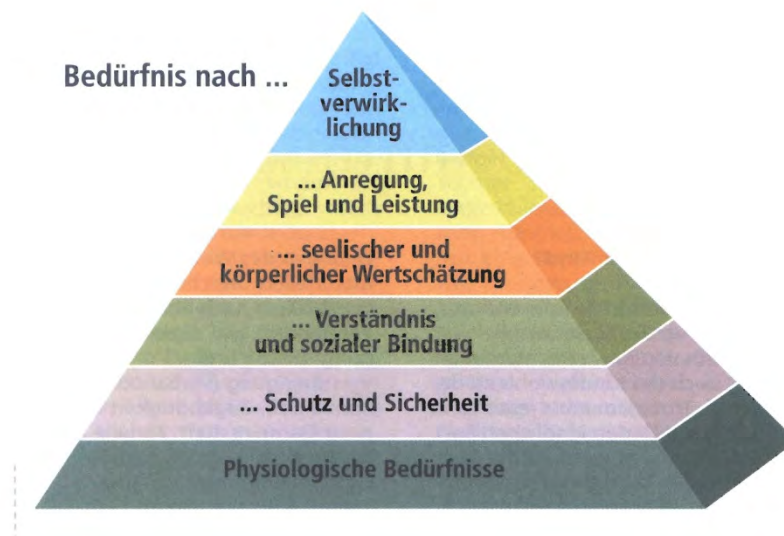 Bedürfnis nach ...
Selbst-
verwirk-
lichung
... Anregung,
Spiel und Leistung
... seelischer und
körperlicher Wertschätzung
... Verständnis
und sozialer Bindung
... Schutz und Sicherheit
Physiologische Bedürfnisse